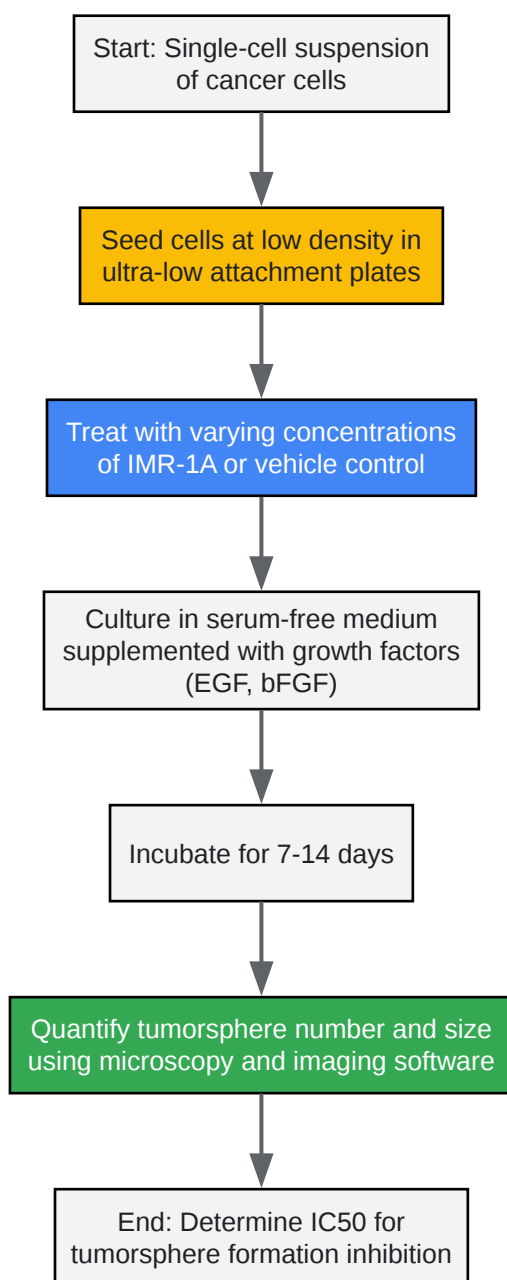 Start: Single-cell suspension
of cancer cells
Seed cells at low density in
ultra-low attachment plates
Treat with varying concentrations
of IMR-1A or vehicle control
Culture in serum-free medium
supplemented with growth factors
(EGF, bFGF)
Incubate for 7-14 days
Quantify tumorsphere number and size
using microscopy and imaging software
End: Determine IC50 for
tumorsphere formation inhibition